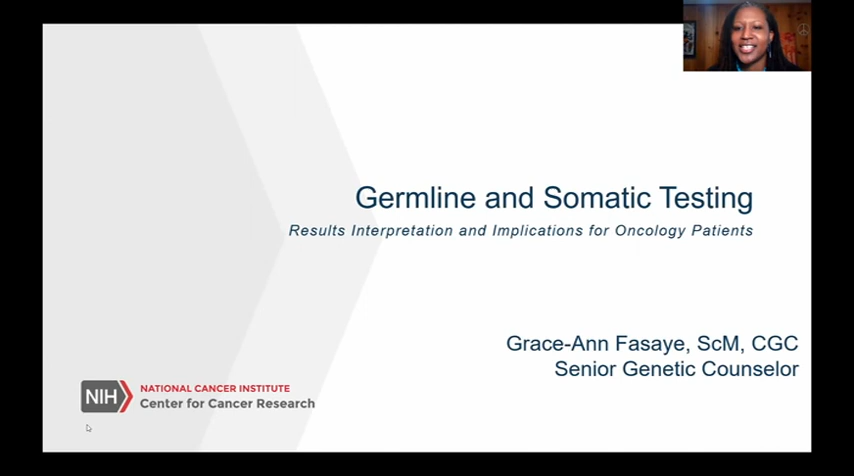 Germline and Somatic Testing
Results Interpretation and Implications for Oncology Patients
Grace-Ann Fasaye, ScM, CGC
Senior Genetic Counselor
NIH
NATIONAL CANCER INSTITUTE
Center for Cancer Research